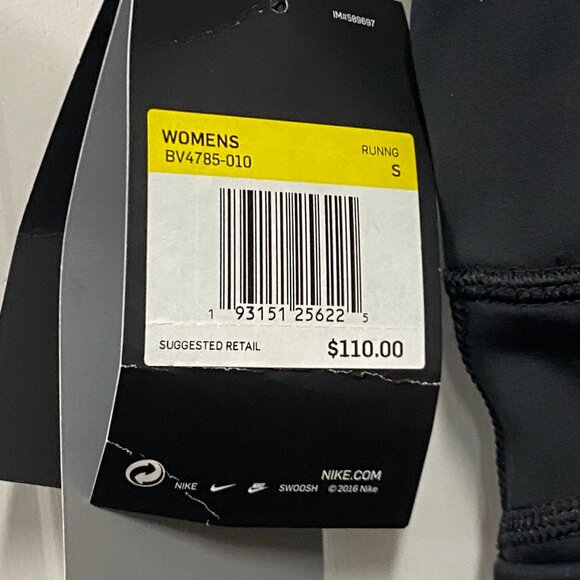 IM#589697
WOMENS
BV4785-010
RUNNG
S
1 93151 25622 5
SUGGESTED RETAIL $110.00
NIKE.COM
NIKE SWOOSH © 2016 Nike